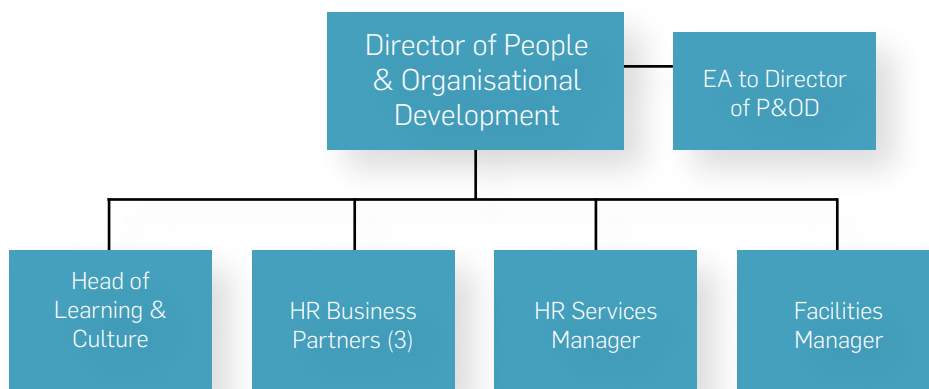 Director of People
& Organisational
Development
EA to Director
of P&OD
Head of
Learning &
Culture
HR Business
Partners (3)
HR Services
Manager
Facilities
Manager